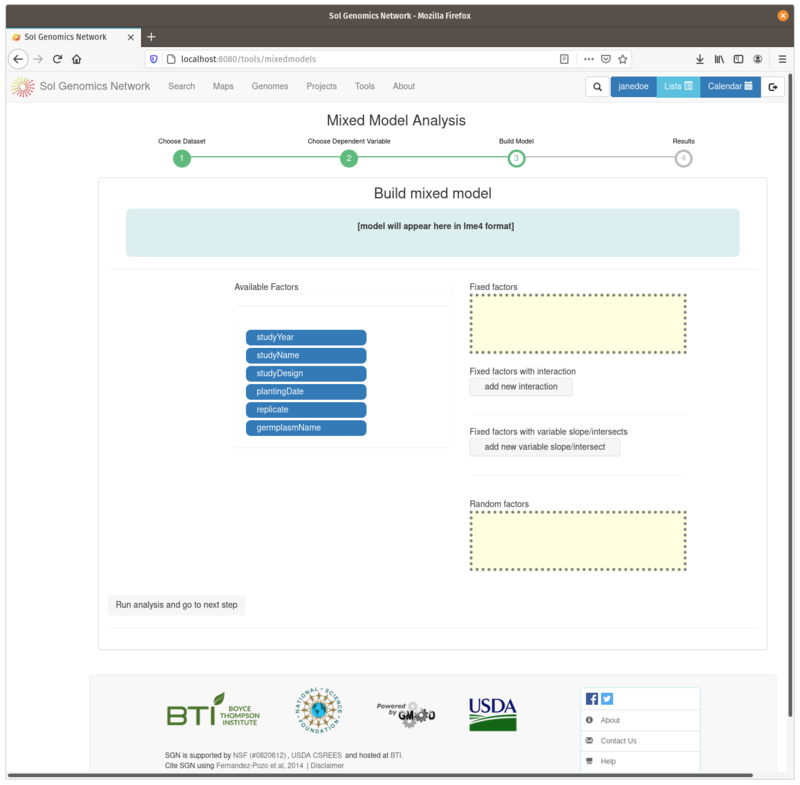 Sol Genomics Network - Mozilla Firefox
Sol Genomics Network
localhost:8080/tools/mixedmodels
Sol Genomics Network Search Maps Genomes Projects Tools About janedoe Lists Calendar
Mixed Model Analysis
Choose Dataset Choose Dependent Variable Build Model Results
1 2 3 4
Build mixed model
[model will appear here in lme4 format]
Available Factors
studyYear
studyName
studyDesign
plantingDate
replicate
germplasmName
Fixed factors
Fixed factors with interaction
add new interaction
Fixed factors with variable slope/intersects
add new variable slope/intersect
Random factors
Run analysis and go to next step
BTI BOYCE
THOMPSON
INSTITUTE
NATIONAL SCIENCE
FOUNDATION
Powered
by GMOD
USDA
SGN is supported by NSF (#0820612) , USDA CSREES and hosted at BTI.
Cite SGN using Fernandez-Pozo et al, 2014 | Disclaimer
About
Contact Us
Help